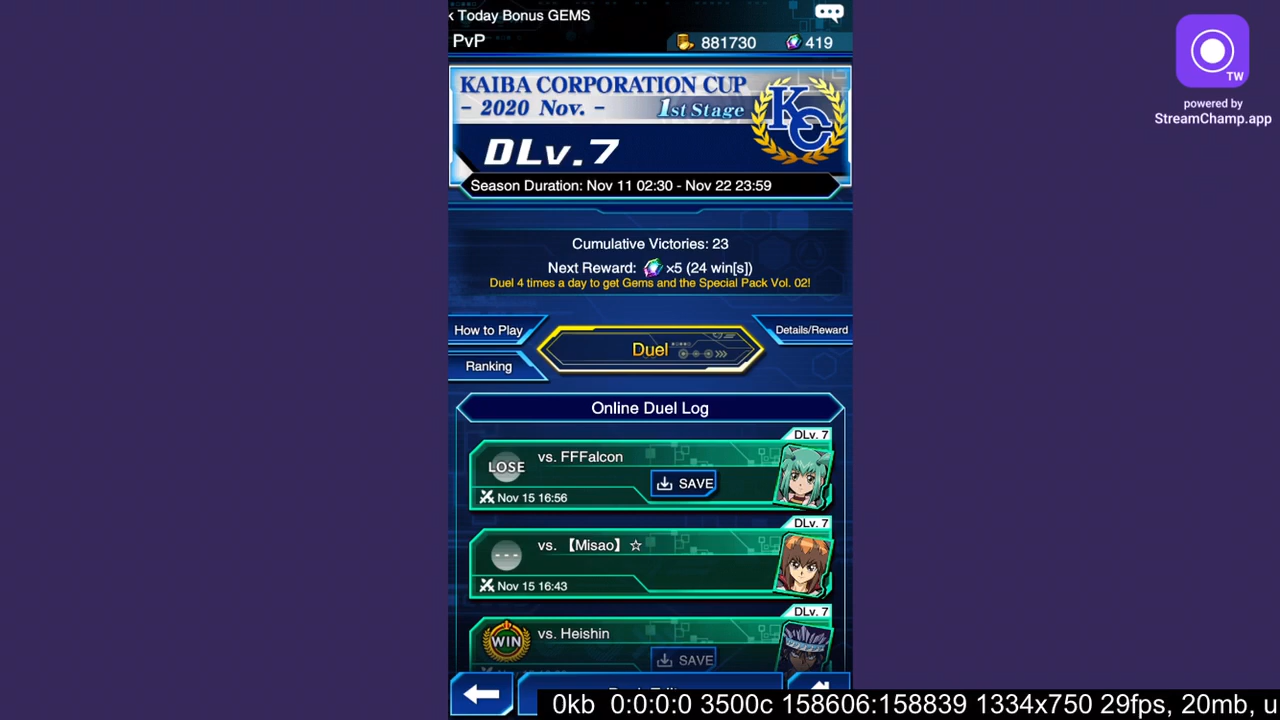 k Today Bonus GEMS
PvP
881730
419
KAIBA CORPORATION CUP
- 2020 Nov. - 1st Stage
KC
DLv.7
Season Duration: Nov 11 02:30 - Nov 22 23:59
Cumulative Victories: 23
Next Reward: x5 (24 win[s])
Duel 4 times a day to get Gems and the Special Pack Vol. 02!
How to Play
Duel
Details/Reward
Ranking
Online Duel Log
DLv. 7
LOSE
vs. FFFalcon
SAVE
Nov 15 16:56
DLv. 7
---
vs. 【Misao】☆
Nov 15 16:43
DLv. 7
WIN
vs. Heishin
SAVE
TW
powered by
StreamChamp.app
0kb 0:0:0:0 3500c 158606:158839 1334x750 29fps, 20mb, u